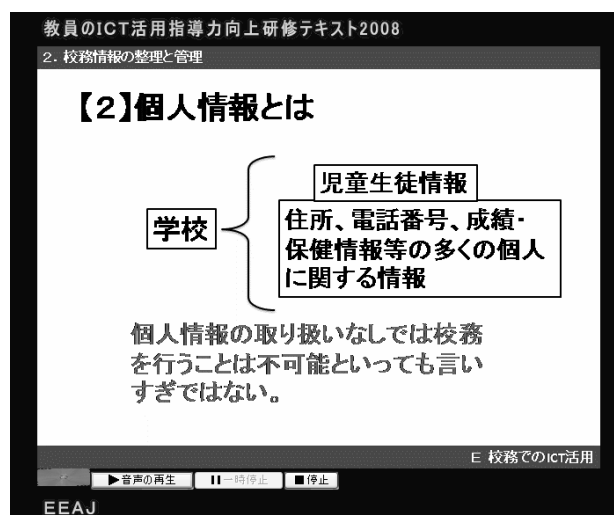 教員のICT活用指導力向上研修テキスト2008
2. 校務情報の整理と管理
【2】個人情報とは
児童生徒情報
学校
住所、電話番号、成績・
保健情報等の多くの個人
に関する情報
個人情報の取り扱いなしでは校務
を行うことは不可能といっても言い
すぎではない。
E 校務でのICT活用
▶音声の再生
一時停止
■停止
EEAJ